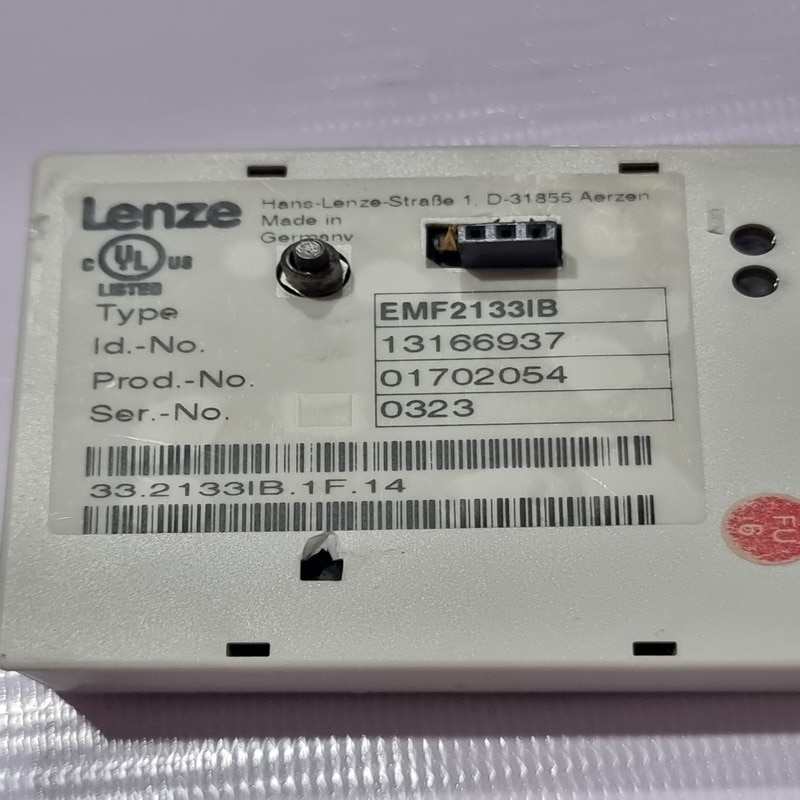 Lenze
Hans-Lenze-Straße 1, D-31855 Aerzen
Made in
Germany
C UL US
LISTED
Type EMF2133IB
Id.-No. 13166937
Prod.-No. 01702054
Ser.-No. 0323
33.2133IB.1F.14
FU
6